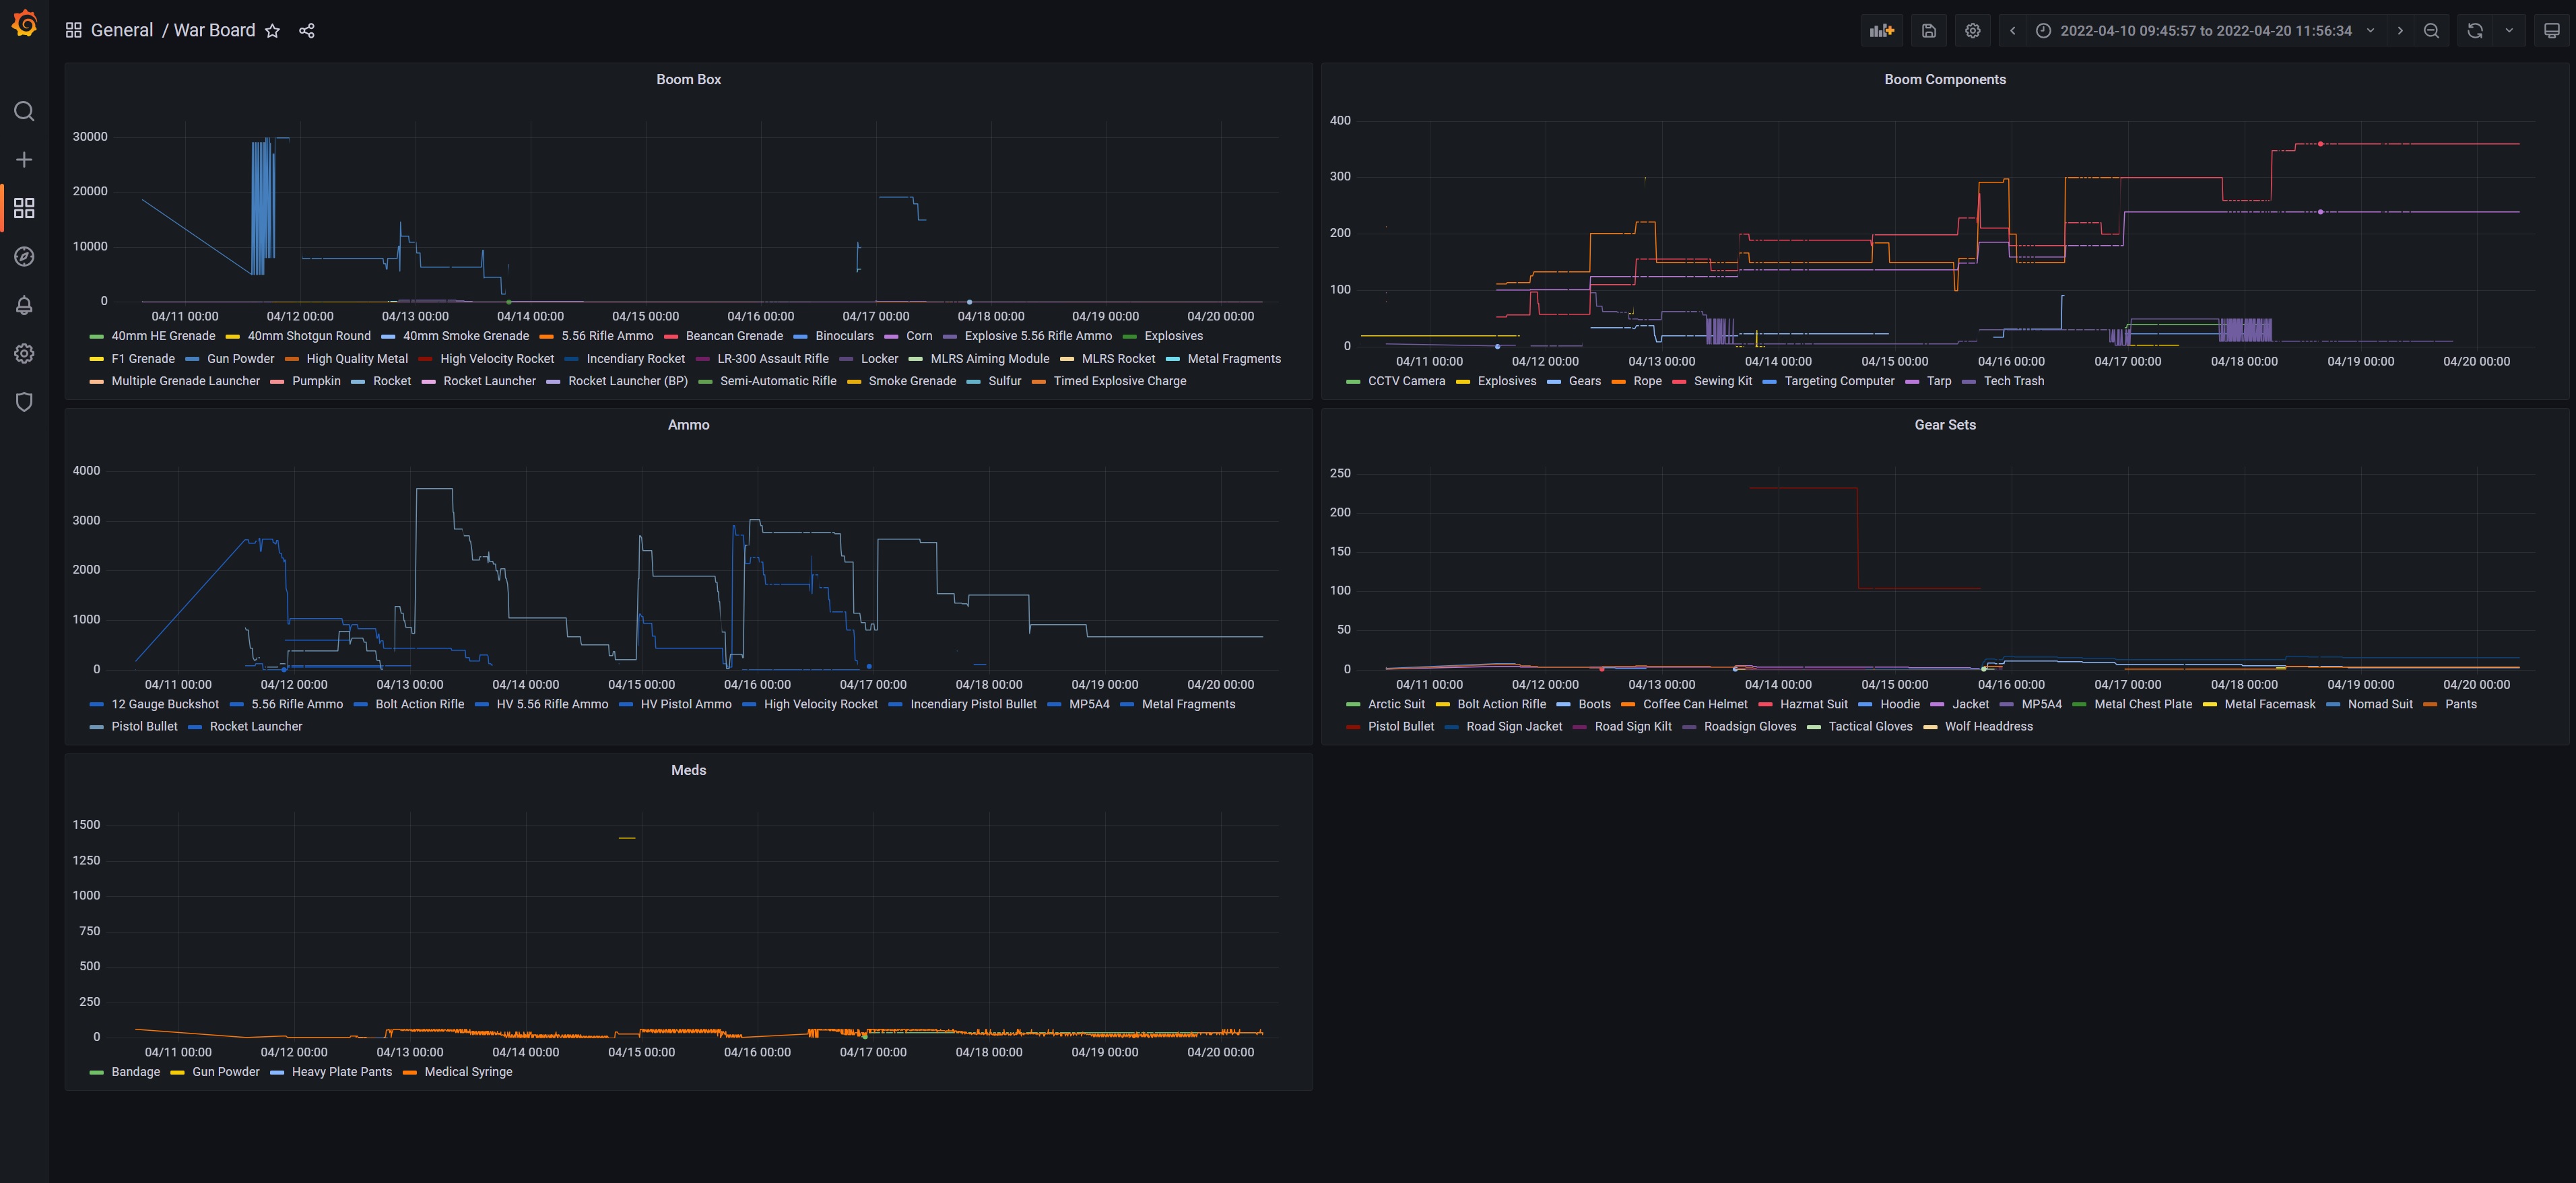 General / War Board
2022-04-10 09:45:57 to 2022-04-20 11:56:34
Boom Box
30000
20000
10000
0
04/11 00:00 04/12 00:00 04/13 00:00 04/14 00:00 04/15 00:00 04/16 00:00 04/17 00:00 04/18 00:00 04/19 00:00 04/20 00:00
40mm HE Grenade 40mm Shotgun Round 40mm Smoke Grenade 5.56 Rifle Ammo Beancan Grenade Binoculars Corn Explosive 5.56 Rifle Ammo Explosives
F1 Grenade Gun Powder High Quality Metal High Velocity Rocket Incendiary Rocket LR-300 Assault Rifle Locker MLRS Aiming Module MLRS Rocket Metal Fragments
Multiple Grenade Launcher Pumpkin Rocket Rocket Launcher Rocket Launcher (BP) Semi-Automatic Rifle Smoke Grenade Sulfur Timed Explosive Charge
Boom Components
400
300
200
100
0
04/11 00:00 04/12 00:00 04/13 00:00 04/14 00:00 04/15 00:00 04/16 00:00 04/17 00:00 04/18 00:00 04/19 00:00 04/20 00:00
CCTV Camera Explosives Gears Rope Sewing Kit Targeting Computer Tarp Tech Trash
Ammo
4000
3000
2000
1000
0
04/11 00:00 04/12 00:00 04/13 00:00 04/14 00:00 04/15 00:00 04/16 00:00 04/17 00:00 04/18 00:00 04/19 00:00 04/20 00:00
12 Gauge Buckshot 5.56 Rifle Ammo Bolt Action Rifle HV 5.56 Rifle Ammo HV Pistol Ammo High Velocity Rocket Incendiary Pistol Bullet MP5A4 Metal Fragments
Pistol Bullet Rocket Launcher
Gear Sets
250
200
150
100
50
0
04/11 00:00 04/12 00:00 04/13 00:00 04/14 00:00 04/15 00:00 04/16 00:00 04/17 00:00 04/18 00:00 04/19 00:00 04/20 00:00
Arctic Suit Bolt Action Rifle Boots Coffee Can Helmet Hazmat Suit Hoodie Jacket MP5A4 Metal Chest Plate Metal Facemask Nomad Suit Pants
Pistol Bullet Road Sign Jacket Road Sign Kilt Roadsign Gloves Tactical Gloves Wolf Headdress
Meds
1500
1250
1000
750
500
250
0
04/11 00:00 04/12 00:00 04/13 00:00 04/14 00:00 04/15 00:00 04/16 00:00 04/17 00:00 04/18 00:00 04/19 00:00 04/20 00:00
Bandage Gun Powder Heavy Plate Pants Medical Syringe